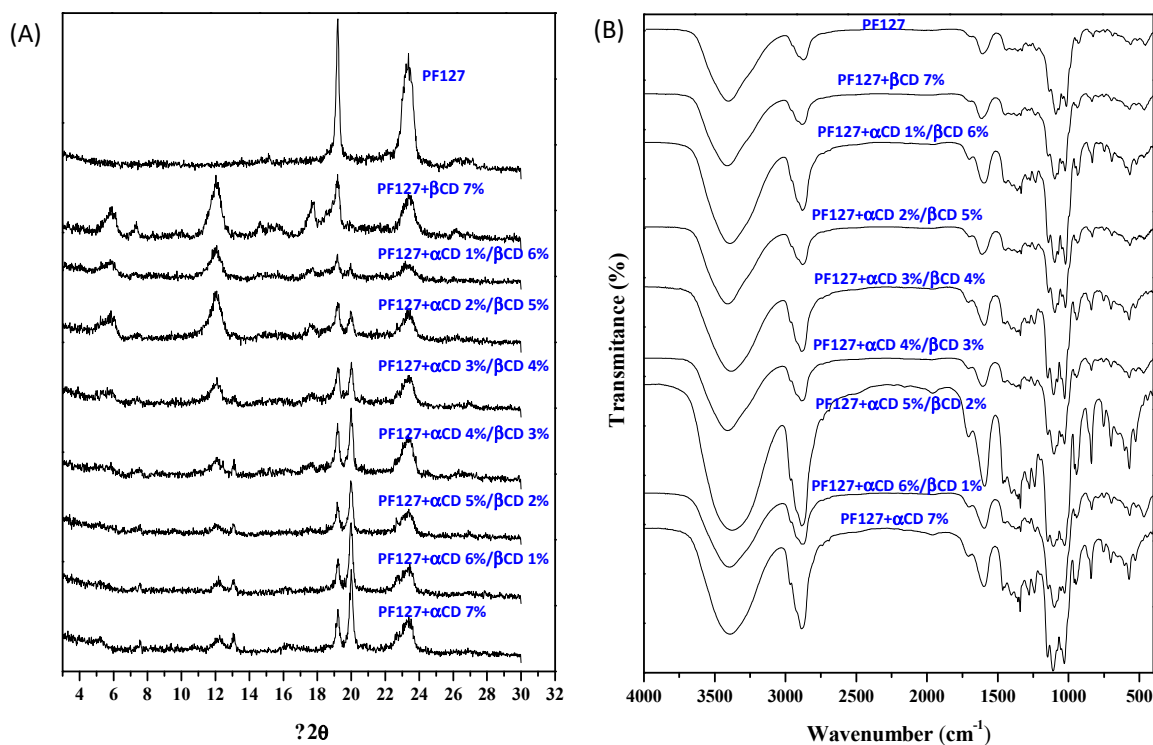 (A)
PF127
PF127+βCD 7%
PF127+αCD 1%/βCD 6%
PF127+αCD 2%/βCD 5%
PF127+αCD 3%/βCD 4%
PF127+αCD 4%/βCD 3%
PF127+αCD 5%/βCD 2%
PF127+αCD 6%/βCD 1%
PF127+αCD 7%
4 6 8 10 12 14 16 18 20 22 24 26 28 30 32
?2θ
(B)
PF127
PF127+βCD 7%
PF127+αCD 1%/βCD 6%
PF127+αCD 2%/βCD 5%
PF127+αCD 3%/βCD 4%
PF127+αCD 4%/βCD 3%
PF127+αCD 5%/βCD 2%
PF127+αCD 6%/βCD 1%
PF127+αCD 7%
Transmitance (%)
4000 3500 3000 2500 2000 1500 1000 500
Wavenumber (cm⁻¹)